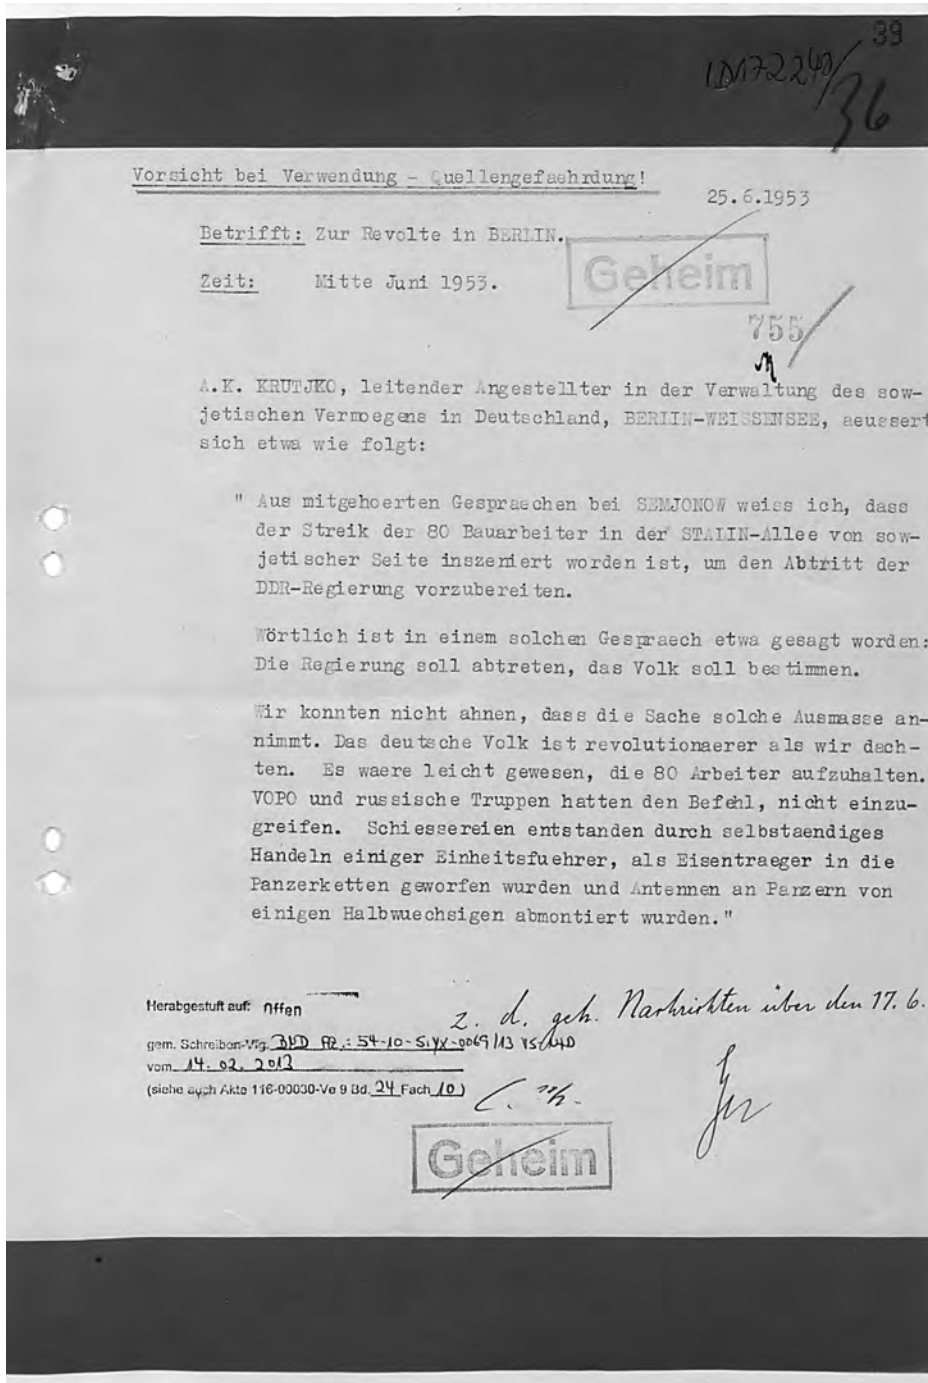 39
ID172240/
36
Vorsicht bei Verwendung - Quellengefaehrdung!
25.6.1953
Betrifft: Zur Revolte in BERLIN.
Geheim
Zeit: Mitte Juni 1953.
755/
A.K. KRUTJKO, leitender Angestellter in der Verwaltung des sow-
jetischen Vermoegens in Deutschland, BERLIN-WEISSENSEE, aeussert
sich etwa wie folgt:
" Aus mitgehoerten Gespraechen bei SEMJONOW weiss ich, dass
der Streik der 80 Bauarbeiter in der STALIN-Allee von sow-
jetischer Seite inszeniert worden ist, um den Abtritt der
DDR-Regierung vorzubereiten.
Wörtlich ist in einem solchen Gespraech etwa gesagt worden:
Die Regierung soll abtreten, das Volk soll bestimmen.
Wir konnten nicht ahnen, dass die Sache solche Ausmasse an-
nimmt. Das deutsche Volk ist revolutionaerer als wir dach-
ten. Es waere leicht gewesen, die 80 Arbeiter aufzuhalten.
VOPO und russische Truppen hatten den Befehl, nicht einzu-
greifen. Schiessereien entstanden durch selbstaendiges
Handeln einiger Einheitsfuehrer, als Eisentraeger in die
Panzerketten geworfen wurden und Antennen an Panzern von
einigen Halbwuechsigen abmontiert wurden."
Herabgestuft auf: offen
z. d. geh. Nachrichten über den 17.6.
gem. Schreiben-Vfg. BND AZ.: 54-10-
vom 14.02.2013
(siehe auch Akte 116-00030-Ve 9 Bd. 24 Fach 10)
Geheim